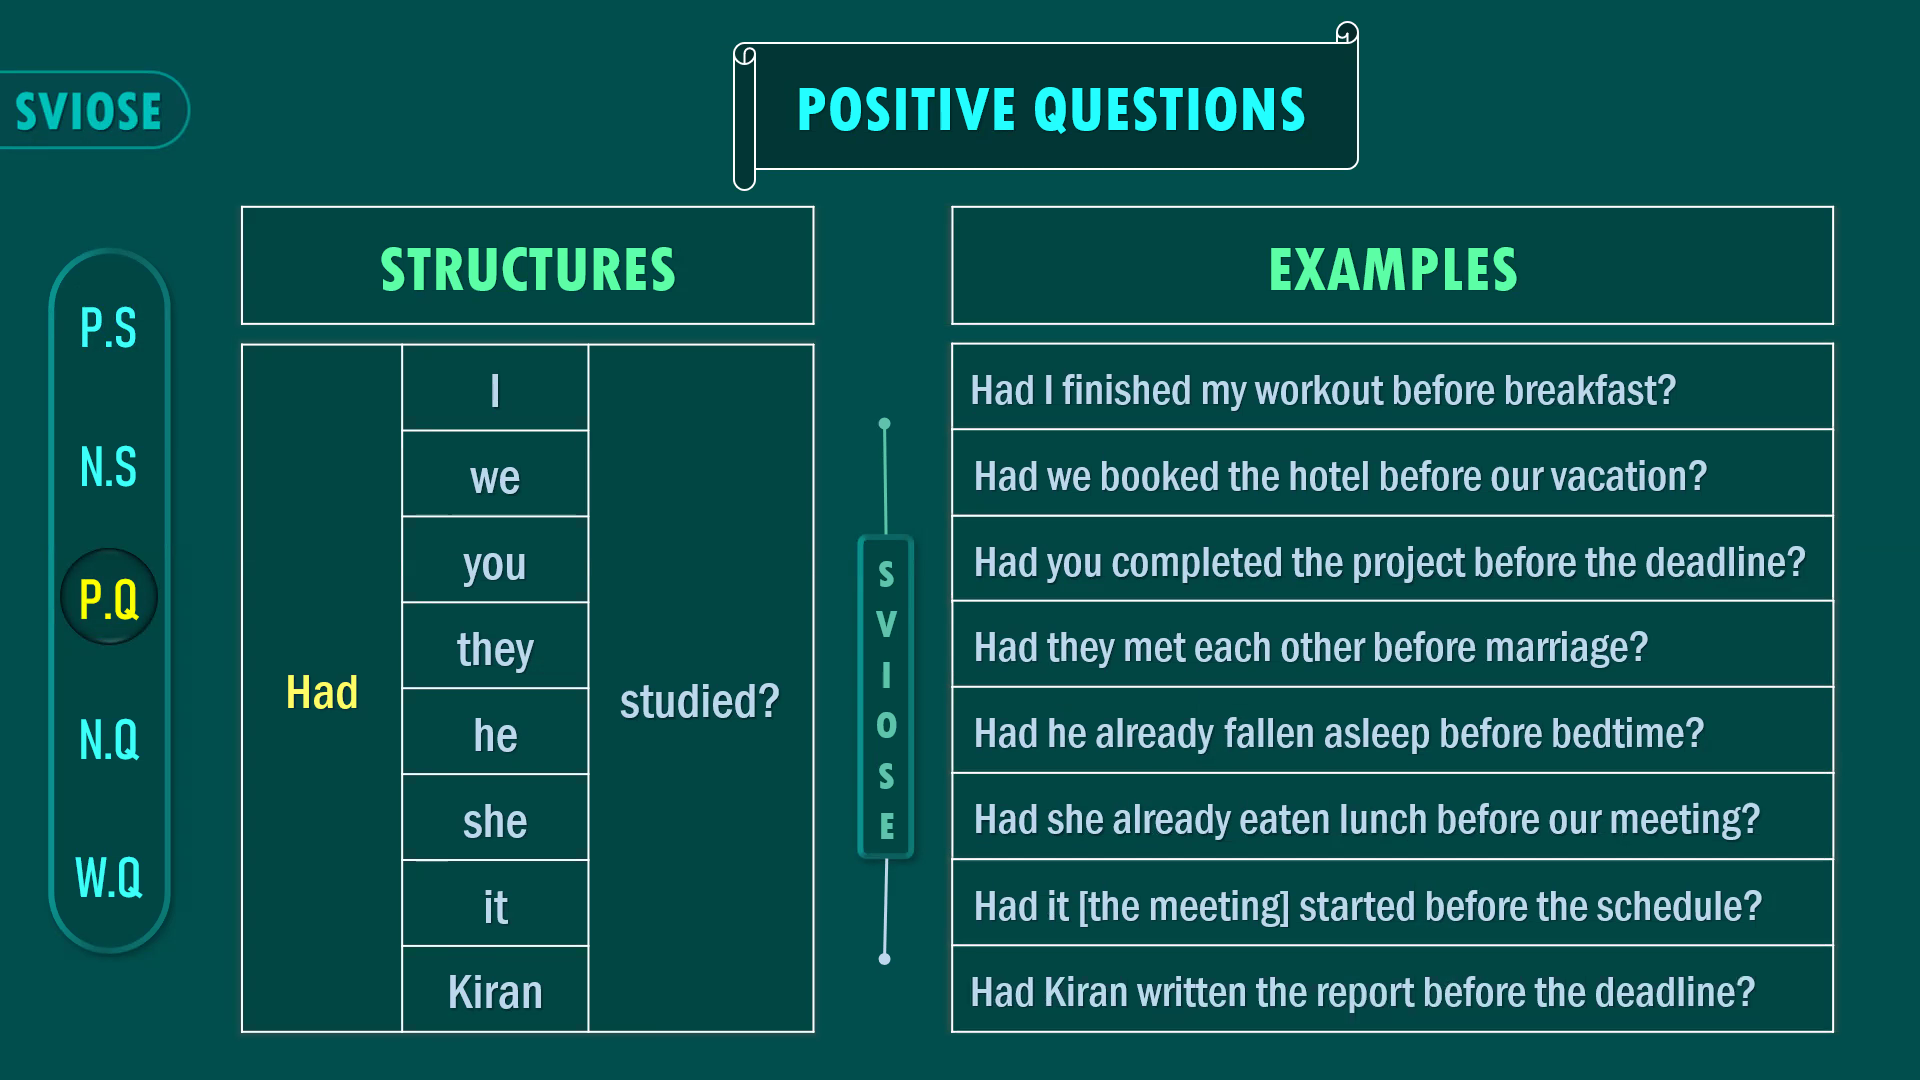 SVIOSE
POSITIVE QUESTIONS
P.S
N.S
P.Q
N.Q
W.Q
STRUCTURES
Had
I
we
you
they
he
she
it
Kiran
studied?
SVIOSE
EXAMPLES
Had I finished my workout before breakfast?
Had we booked the hotel before our vacation?
Had you completed the project before the deadline?
Had they met each other before marriage?
Had he already fallen asleep before bedtime?
Had she already eaten lunch before our meeting?
Had it [the meeting] started before the schedule?
Had Kiran written the report before the deadline?